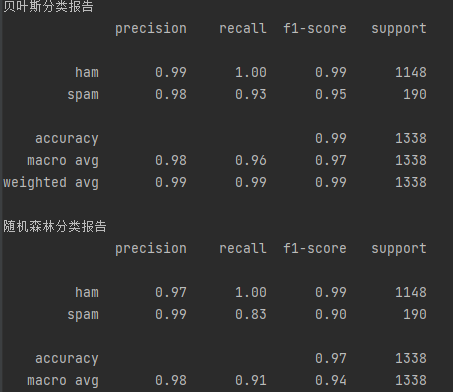 贝叶斯分类报告
precision recall f1-score support
ham 0.99 1.00 0.99 1148
spam 0.98 0.93 0.95 190
accuracy 0.99 1338
macro avg 0.98 0.96 0.97 1338
weighted avg 0.99 0.99 0.99 1338
随机森林分类报告
precision recall f1-score support
ham 0.97 1.00 0.99 1148
spam 0.99 0.83 0.90 190
accuracy 0.97 1338
macro avg 0.98 0.91 0.94 1338